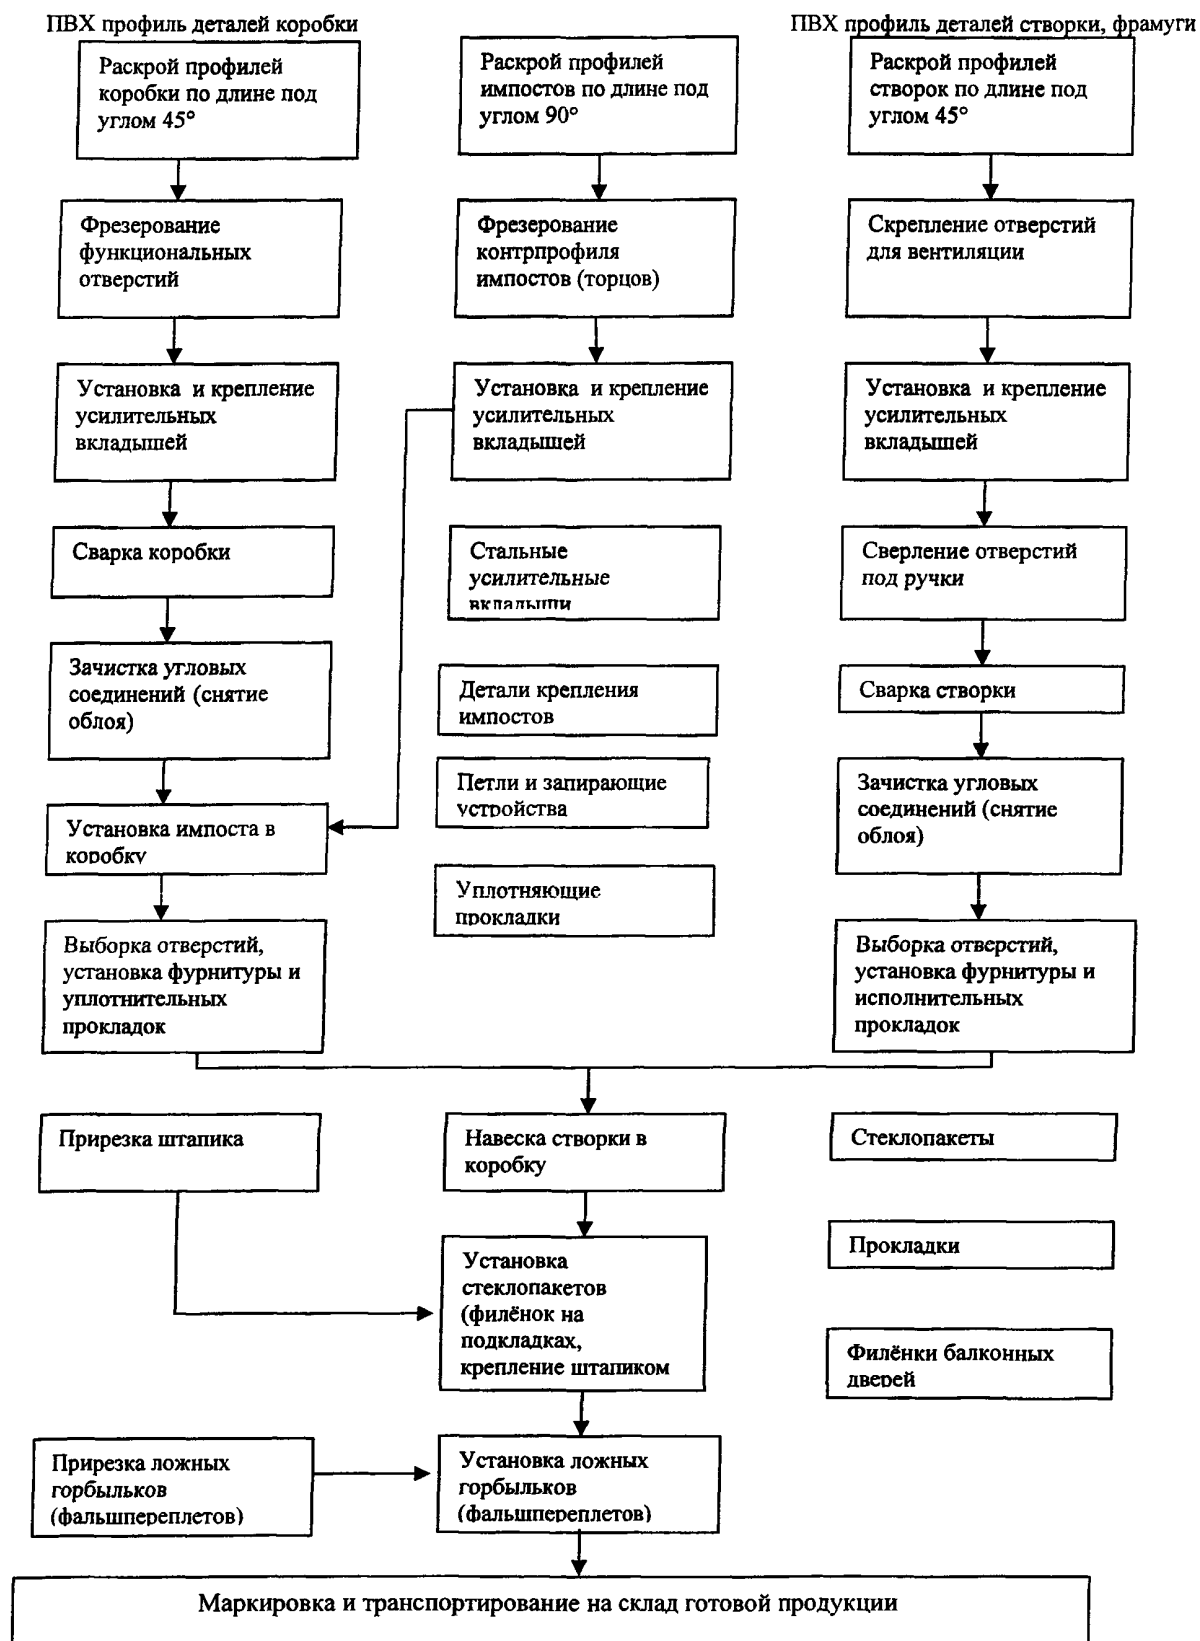 ПВХ профиль деталей коробки
ПВХ профиль деталей створки, фрамуги
Раскрой профилей
коробки по длине под
углом 45°
Раскрой профилей
импостов по длине под
углом 90°
Раскрой профилей
створок по длине под
углом 45°
Фрезерование
функциональных
отверстий
Фрезерование
контрпрофиля
импостов (торцов)
Скрепление отверстий
для вентиляции
Установка и крепление
усилительных
вкладышей
Установка и крепление
усилительных
вкладышей
Установка и крепление
усилительных
вкладышей
Сварка коробки
Стальные
усилительные
вкладыши
Сверление отверстий
под ручки
Зачистка угловых
соединений (снятие
облоя)
Детали крепления
импостов
Сварка створки
Петли и запирающие
устройства
Зачистка угловых
соединений (снятие
облоя)
Установка импоста в
коробку
Уплотняющие
прокладки
Выборка отверстий,
установка фурнитуры и
уплотнительных
прокладок
Выборка отверстий,
установка фурнитуры и
исполнительных
прокладок
Прирезка штапика
Навеска створки в
коробку
Стеклопакеты
Установка
стеклопакетов
(филёнок на
подкладках,
крепление штапиком
Прокладки
Филёнки балконных
дверей
Прирезка ложных
горбыльков
(фальшпереплетов)
Установка ложных
горбыльков
(фальшпереплетов)
Маркировка и транспортирование на склад готовой продукции